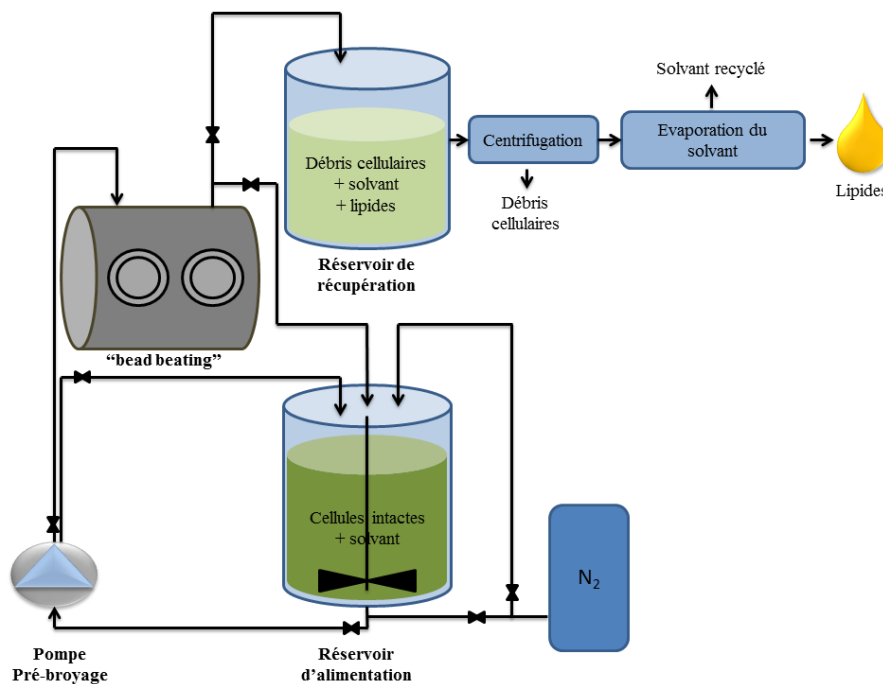 Solvant recyclé
Débris cellulaires
+ solvant
+ lipides
Centrifugation
Evaporation du
solvant
Lipides
Débris
cellulaires
Réservoir de
récupération
“bead beating”
Cellules intactes
+ solvant
N2
Pompe
Pré-broyage
Réservoir
d’alimentation